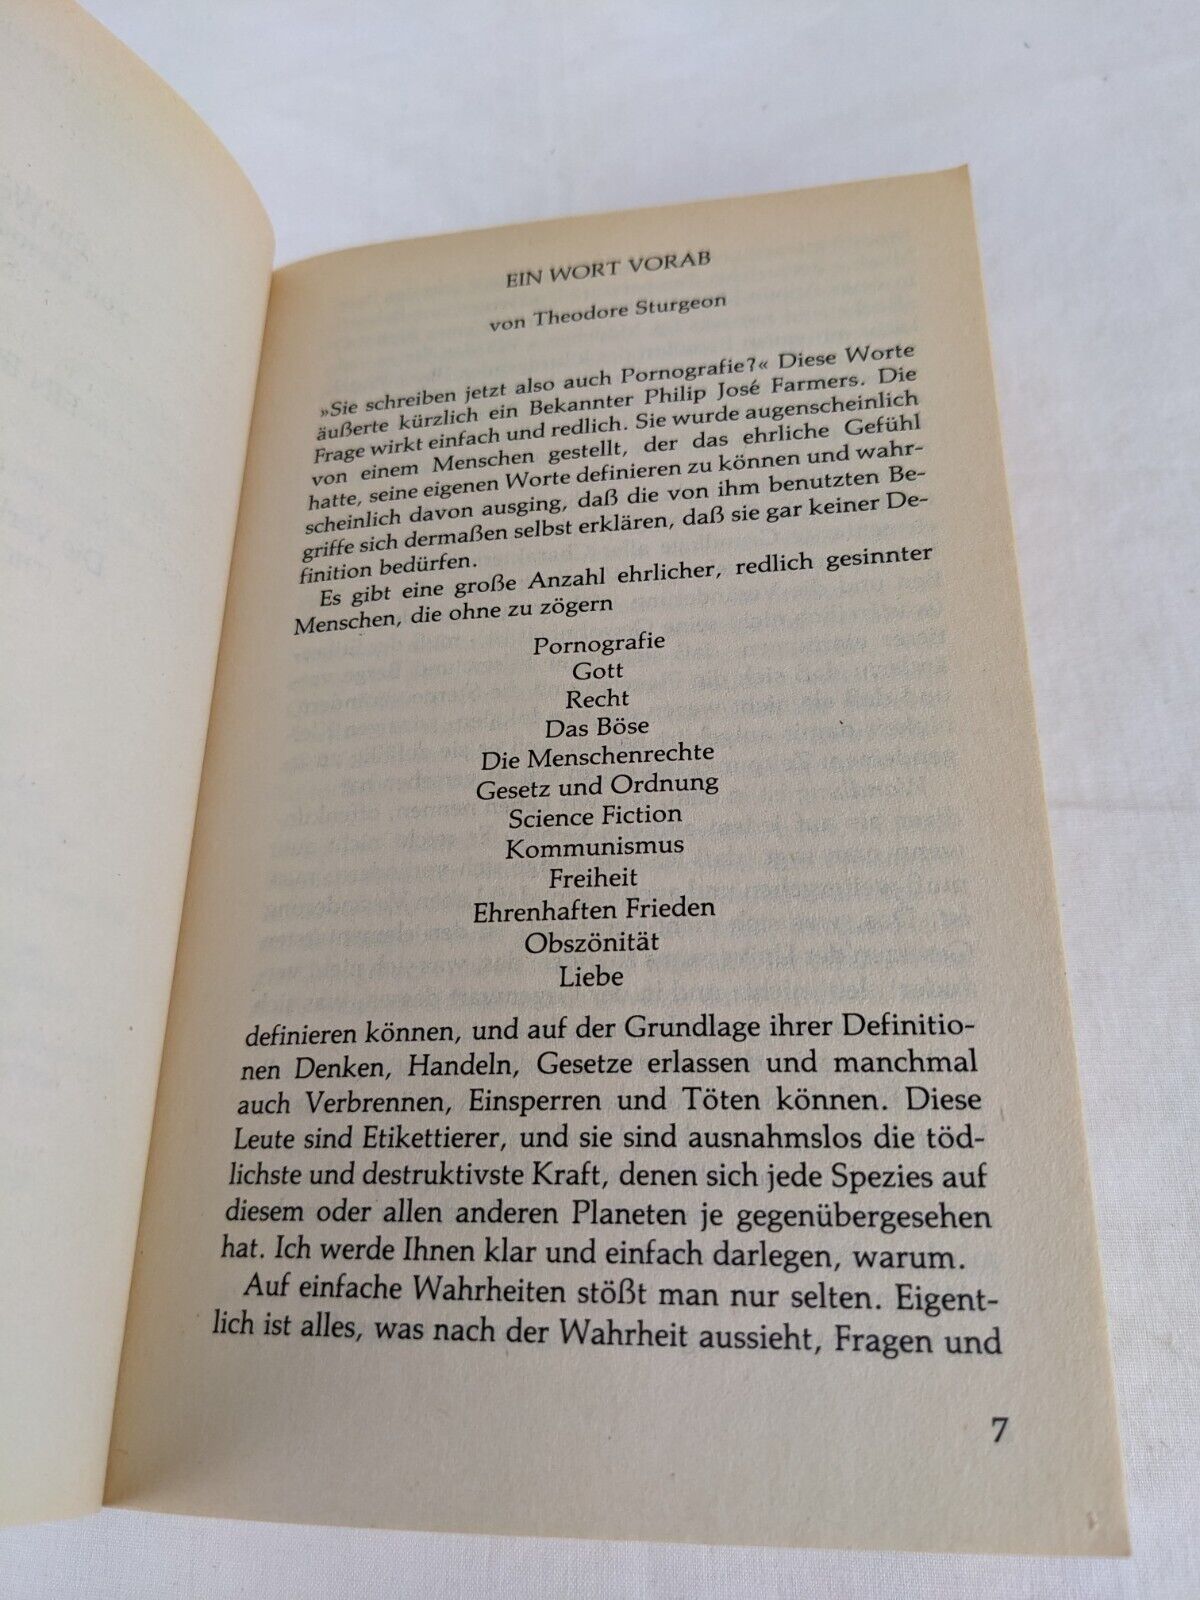 EIN WORT VORAB
von Theodore Sturgeon
»Sie schreiben jetzt also auch Pornografie?« Diese Worte
äußerte kürzlich ein Bekannter Philip José Farmers. Die
Frage wirkt einfach und redlich. Sie wurde augenscheinlich
von einem Menschen gestellt, der das ehrliche Gefühl
hatte, seine eigenen Worte definieren zu können und wahr-
scheinlich davon ausging, daß die von ihm benutzten Be-
griffe sich dermaßen selbst erklären, daß sie gar keiner De-
finition bedürfen.
Es gibt eine große Anzahl ehrlicher, redlich gesinnter
Menschen, die ohne zu zögern
Pornografie
Gott
Recht
Das Böse
Die Menschenrechte
Gesetz und Ordnung
Science Fiction
Kommunismus
Freiheit
Ehrenhaften Frieden
Obszönität
Liebe
definieren können, und auf der Grundlage ihrer Definitio-
nen Denken, Handeln, Gesetze erlassen und manchmal
auch Verbrennen, Einsperren und Töten können. Diese
Leute sind Etikettierer, und sie sind ausnahmslos die töd-
lichste und destruktivste Kraft, denen sich jede Spezies auf
diesem oder allen anderen Planeten je gegenübergesehen
hat. Ich werde Ihnen klar und einfach darlegen, warum.
Auf einfache Wahrheiten stößt man nur selten. Eigent-
lich ist alles, was nach der Wahrheit aussieht, Fragen und
7